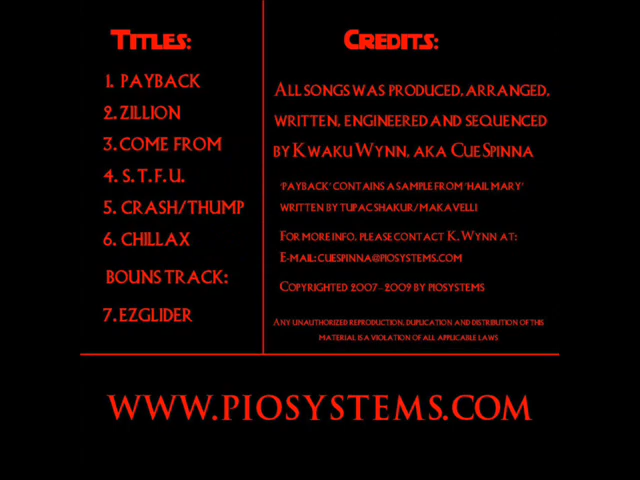 Titles:
1. PAYBACK
2. ZILLION
3. COME FROM
4. S.T.F.U.
5. CRASH/THUMP
6. CHILLAX
BOUNS TRACK:
7. EZGLIDER
Credits:
All songs was produced, arranged,
written, engineered and sequenced
by Kwaku Wynn, aka CueSpinna
'PAYBACK' CONTAINS A SAMPLE FROM 'HAIL MARY'
WRITTEN BY TUPAC SHAKUR/MAKAVELLI
For more info, please contact K. Wynn at:
E-mail: cuespinna@piosystems.com
Copyrighted 2007-2009 by piosystems
Any unauthorized reproduction, duplication and distribution of this
material is a violation of all applicable laws
WWW.PIOSYSTEMS.COM